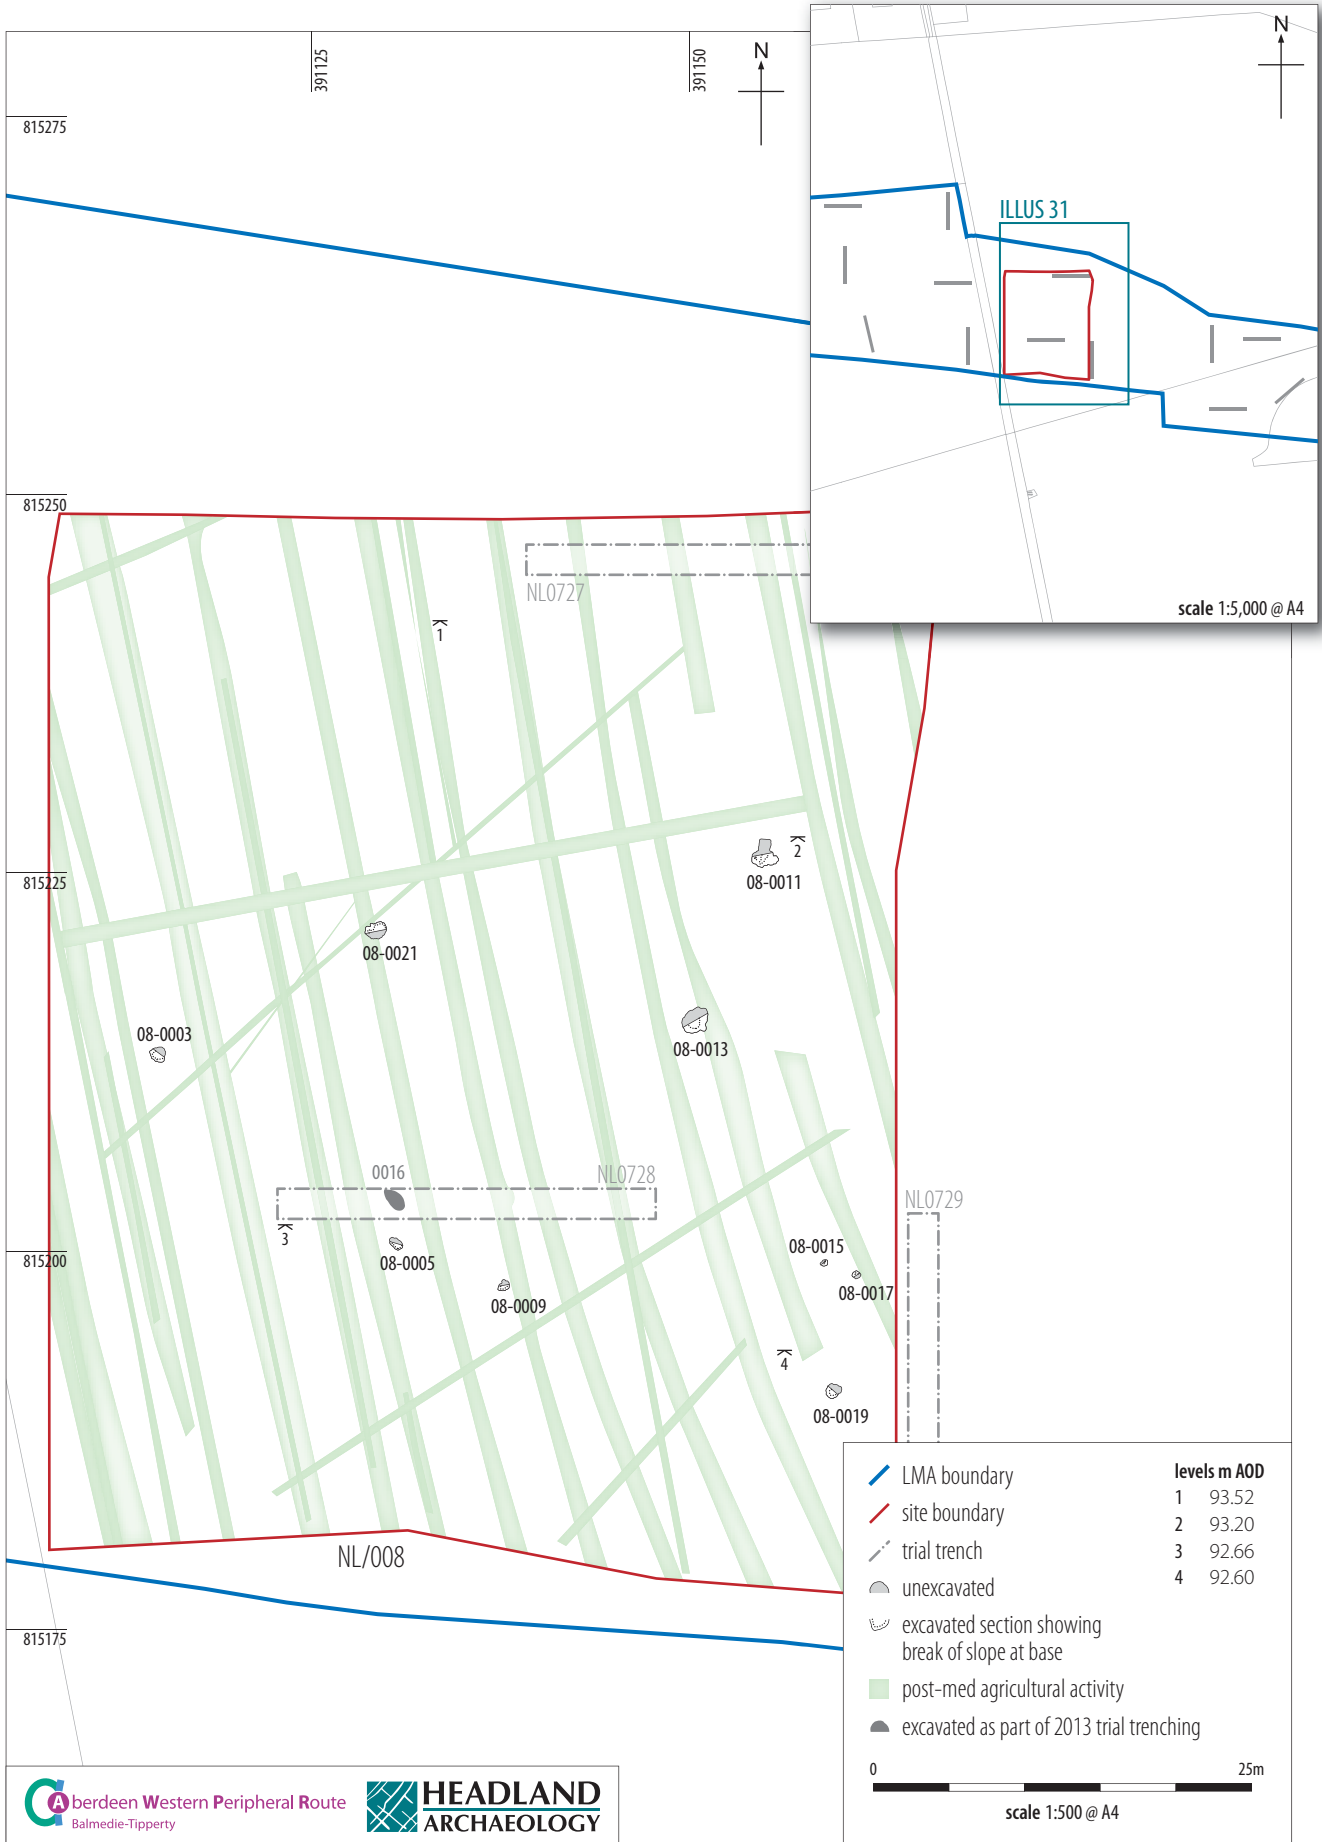 391125
391150
N
815275
N
ILLUS 31
scale 1:5,000 @ A4
815250
NL0727
1
2
08-0011
815225
08-0021
08-0003
08-0013
0016
NL0728
NL0729
3
815200
08-0005
08-0009
08-0015
08-0017
4
08-0019
NL/008
815175
LMA boundary
site boundary
trial trench
unexcavated
excavated section showing
break of slope at base
post-med agricultural activity
excavated as part of 2013 trial trenching
levels m AOD
1 93.52
2 93.20
3 92.66
4 92.60
0 25m
scale 1:500 @ A4
Aberdeen Western Peripheral Route
Balmedie-Tipperty
HEADLAND
ARCHAEOLOGY